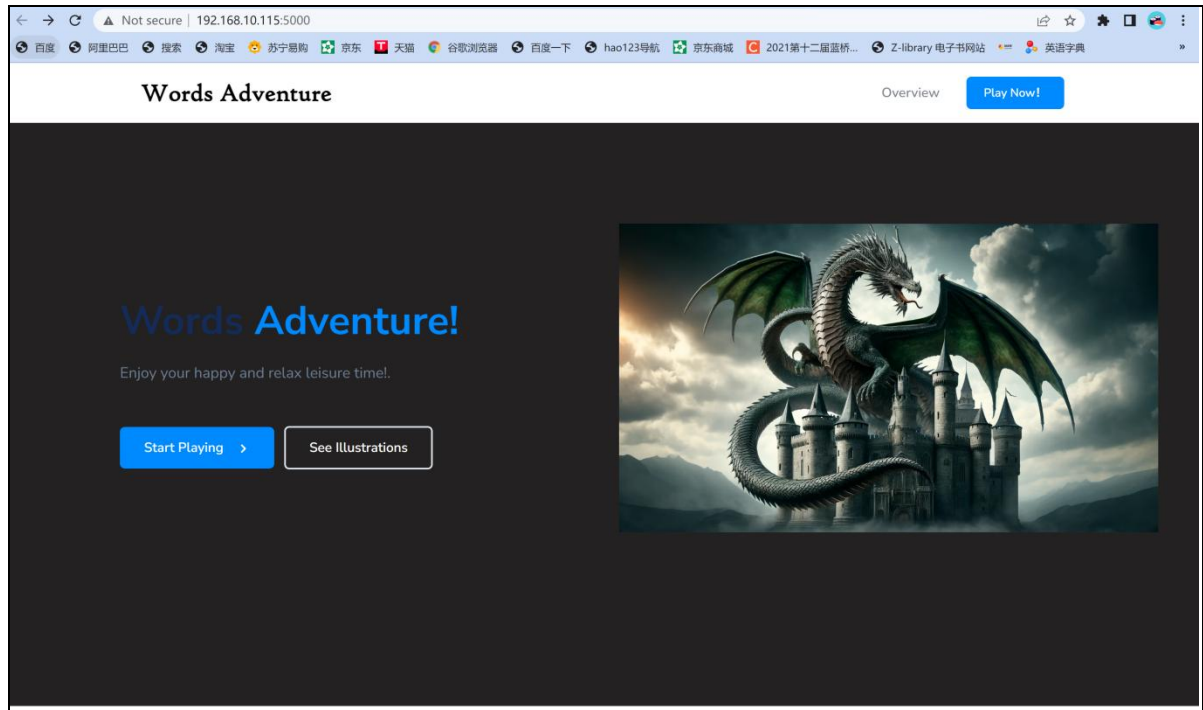 Not secure | 192.168.10.115:5000
百度 阿里巴巴 搜索 淘宝 苏宁易购 京东 天猫 谷歌浏览器 百度一下 hao123导航 京东商城 2021第十二届蓝桥... Z-library 电子书网站 英语字典 »
Words Adventure Overview Play Now!
Words Adventure!
Enjoy your happy and relax leisure time!.
Start Playing > See Illustrations